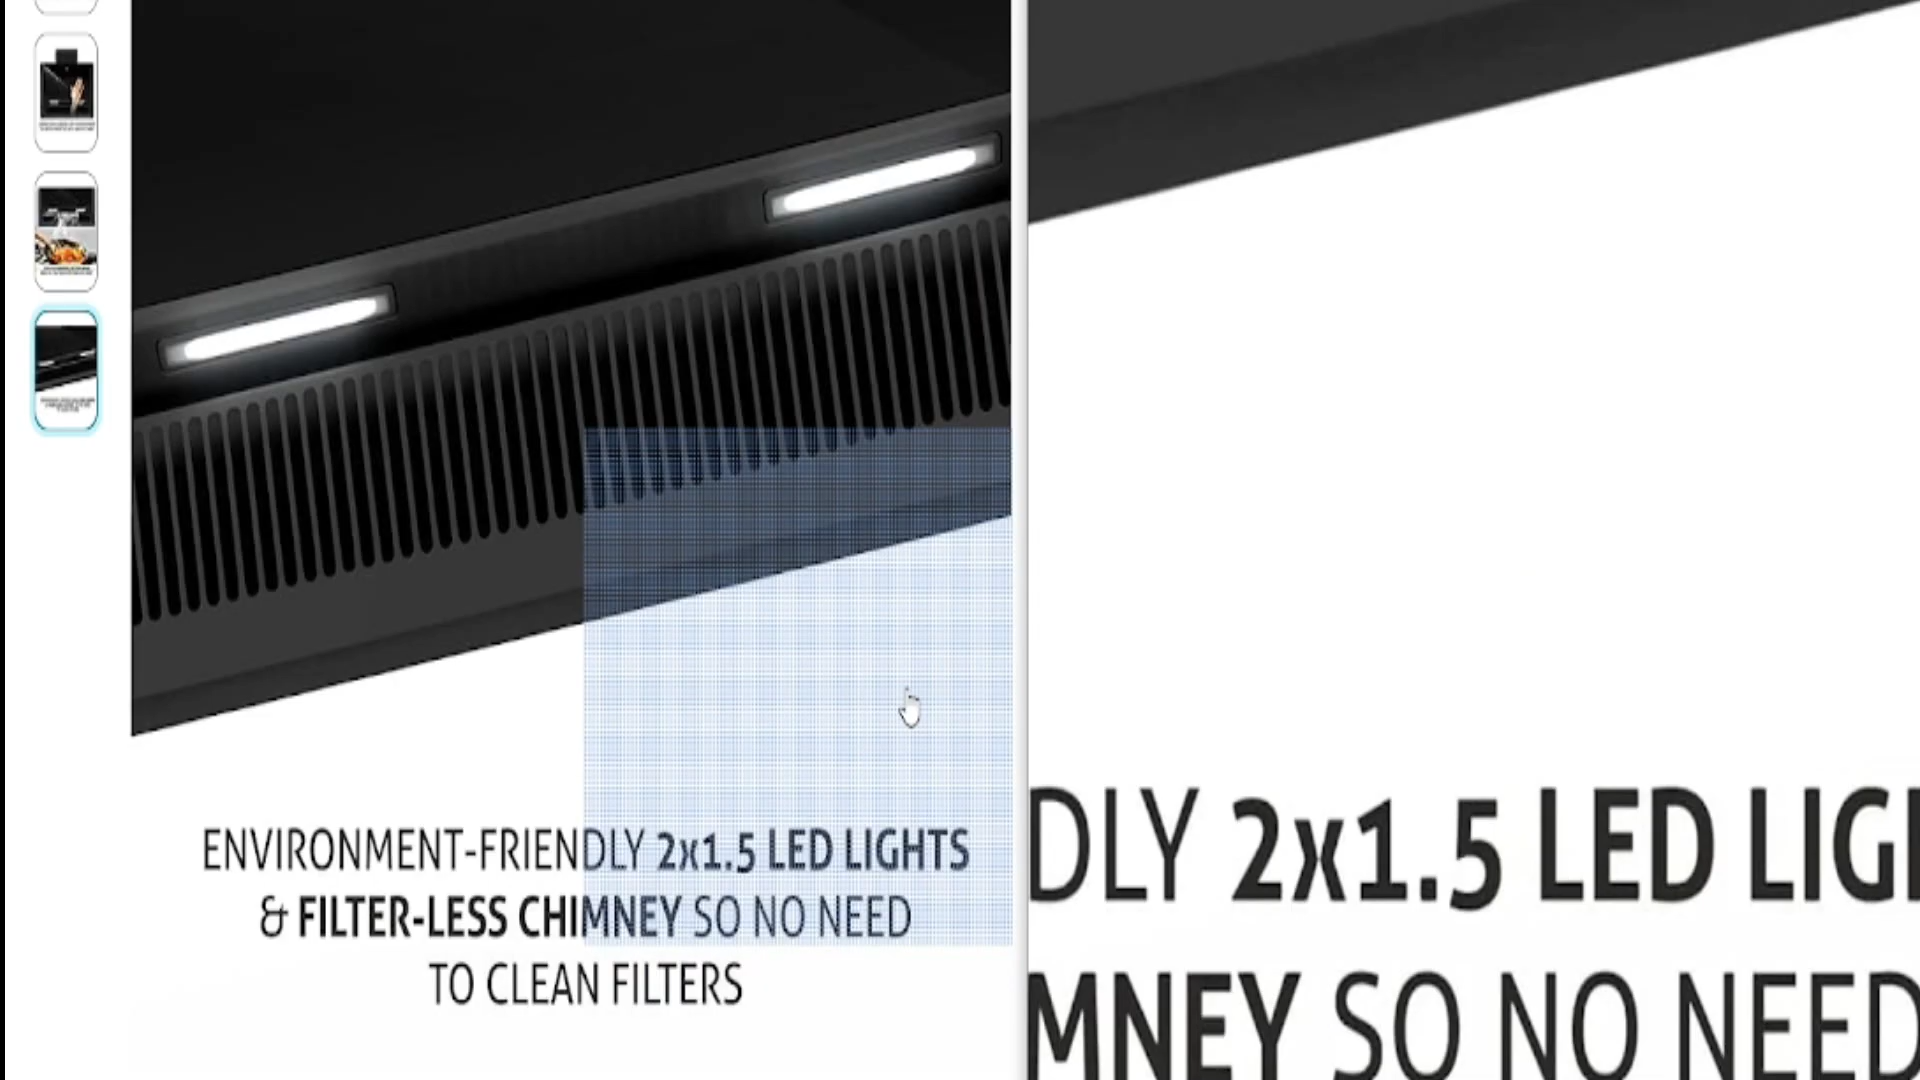 ENVIRONMENT-FRIENDLY 2x1.5 LED LIGHTS
& FILTER-LESS CHIMNEY SO NO NEED
TO CLEAN FILTERS
DLY 2x1.5 LED LIG
MNEY SO NO NEED